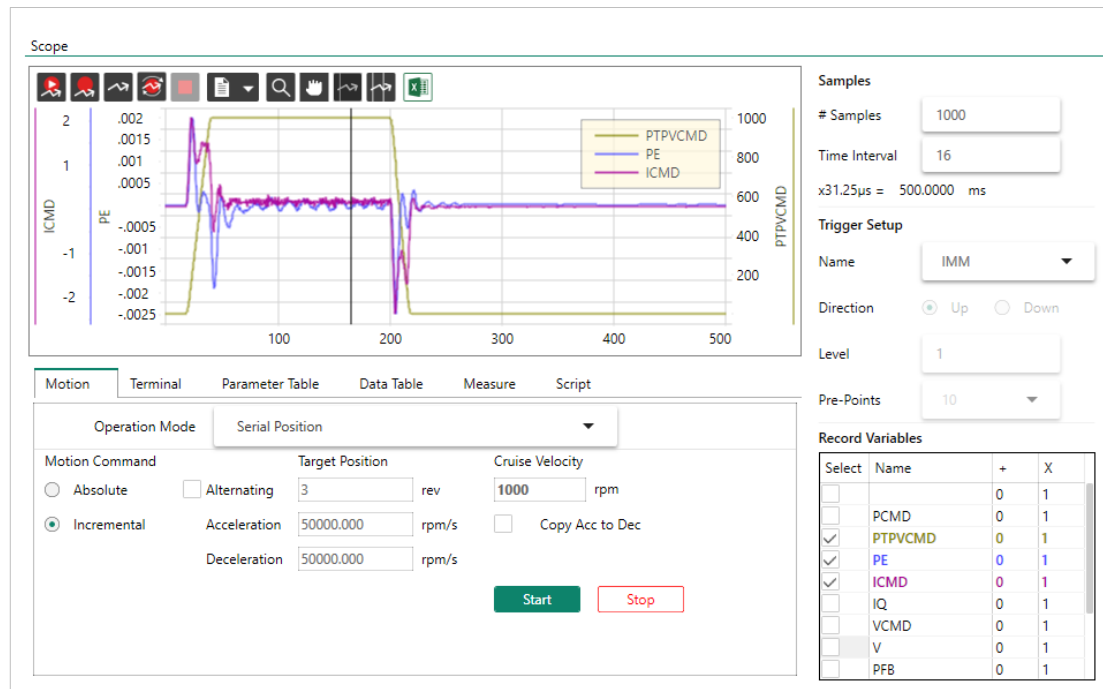 Scope
2
1
-1
-2
ICMD
.002
.0015
.001
.0005
-.0005
-.001
-.0015
-.002
-.0025
PE
PTPVCMD
PE
ICMD
1000
800
600
400
200
PTPVCMD
100 200 300 400 500
Samples
# Samples 1000
Time Interval 16
x31.25µs = 500.0000 ms
Trigger Setup
Name IMM
Direction Up Down
Level 1
Pre-Points 10
Motion Terminal Parameter Table Data Table Measure Script
Operation Mode Serial Position
Motion Command Target Position Cruise Velocity
Absolute Alternating 3 rev 1000 rpm
Incremental Acceleration 50000.000 rpm/s Copy Acc to Dec
Deceleration 50000.000 rpm/s
Start Stop
Record Variables
Select Name + X
0 1
PCMD 0 1
PTPVCMD 0 1
PE 0 1
ICMD 0 1
IQ 0 1
VCMD 0 1
V 0 1
PFB 0 1